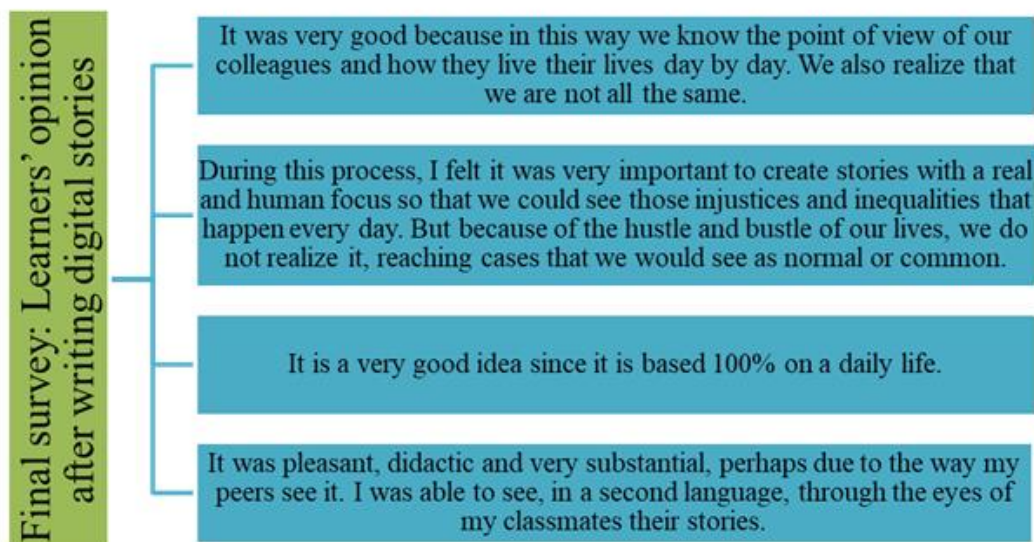 Final survey: Learners' opinion
after writing digital stories
It was very good because in this way we know the point of view of our
colleagues and how they live their lives day by day. We also realize that
we are not all the same.
During this process, I felt it was very important to create stories with a real
and human focus so that we could see those injustices and inequalities that
happen every day. But because of the hustle and bustle of our lives, we do
not realize it, reaching cases that we would see as normal or common.
It is a very good idea since it is based 100% on a daily life.
It was pleasant, didactic and very substantial, perhaps due to the way my
peers see it. I was able to see, in a second language, through the eyes of
my classmates their stories.